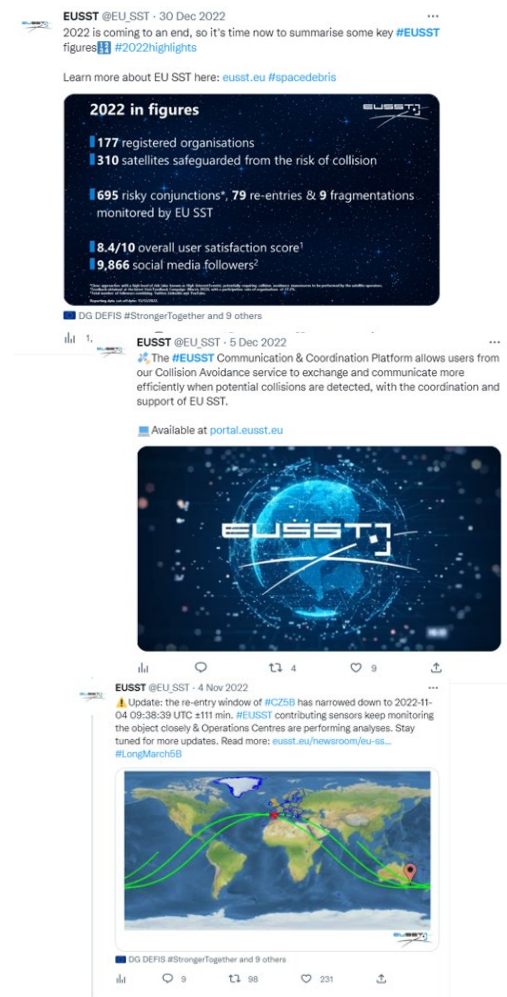 EUSST @EU_SST · 30 Dec 2022
2022 is coming to an end, so it's time now to summarise some key #EUSST
figures🔢 #2022highlights
Learn more about EU SST here: eusst.eu #spacedebris
2022 in figures
EUSST
177 registered organisations
310 satellites safeguarded from the risk of collision
695 risky conjunctions*, 79 re-entries & 9 fragmentations
monitored by EU SST
8.4/10 overall user satisfaction score¹
9,866 social media followers²
🇪🇺 DG DEFIS #StrongerTogether and 9 others
EUSST @EU_SST · 5 Dec 2022
🛰️The #EUSST Communication & Coordination Platform allows users from
our Collision Avoidance service to exchange and communicate more
efficiently when potential collisions are detected, with the coordination and
support of EU SST.
💻Available at portal.eusst.eu
EUSST
4 9
EUSST @EU_SST · 4 Nov 2022
⚠️Update: the re-entry window of #CZ5B has narrowed down to 2022-11-
04 09:38:39 UTC ±111 min. #EUSST contributing sensors keep monitoring
the object closely & Operations Centres are performing analyses. Stay
tuned for more updates. Read more: eusst.eu/newsroom/eu-ss...
#LongMarch5B
EUSST
🇪🇺 DG DEFIS #StrongerTogether and 9 others
9 98 231